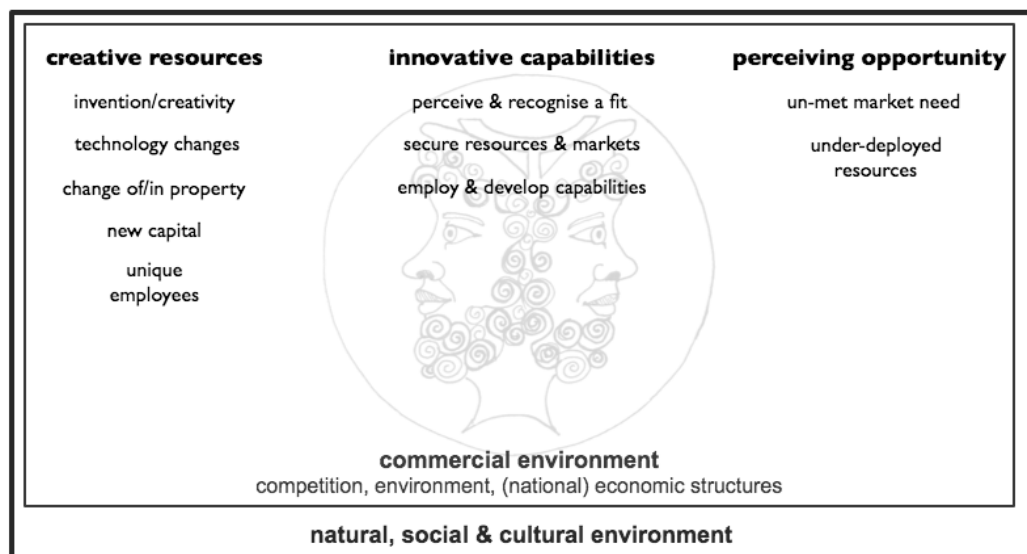 creative resources
invention/creativity
technology changes
change of/in property
new capital
unique
employees
innovative capabilities
perceive & recognise a fit
secure resources & markets
employ & develop capabilities
perceiving opportunity
un-met market need
under-deployed
resources
commercial environment
competition, environment, (national) economic structures
natural, social & cultural environment